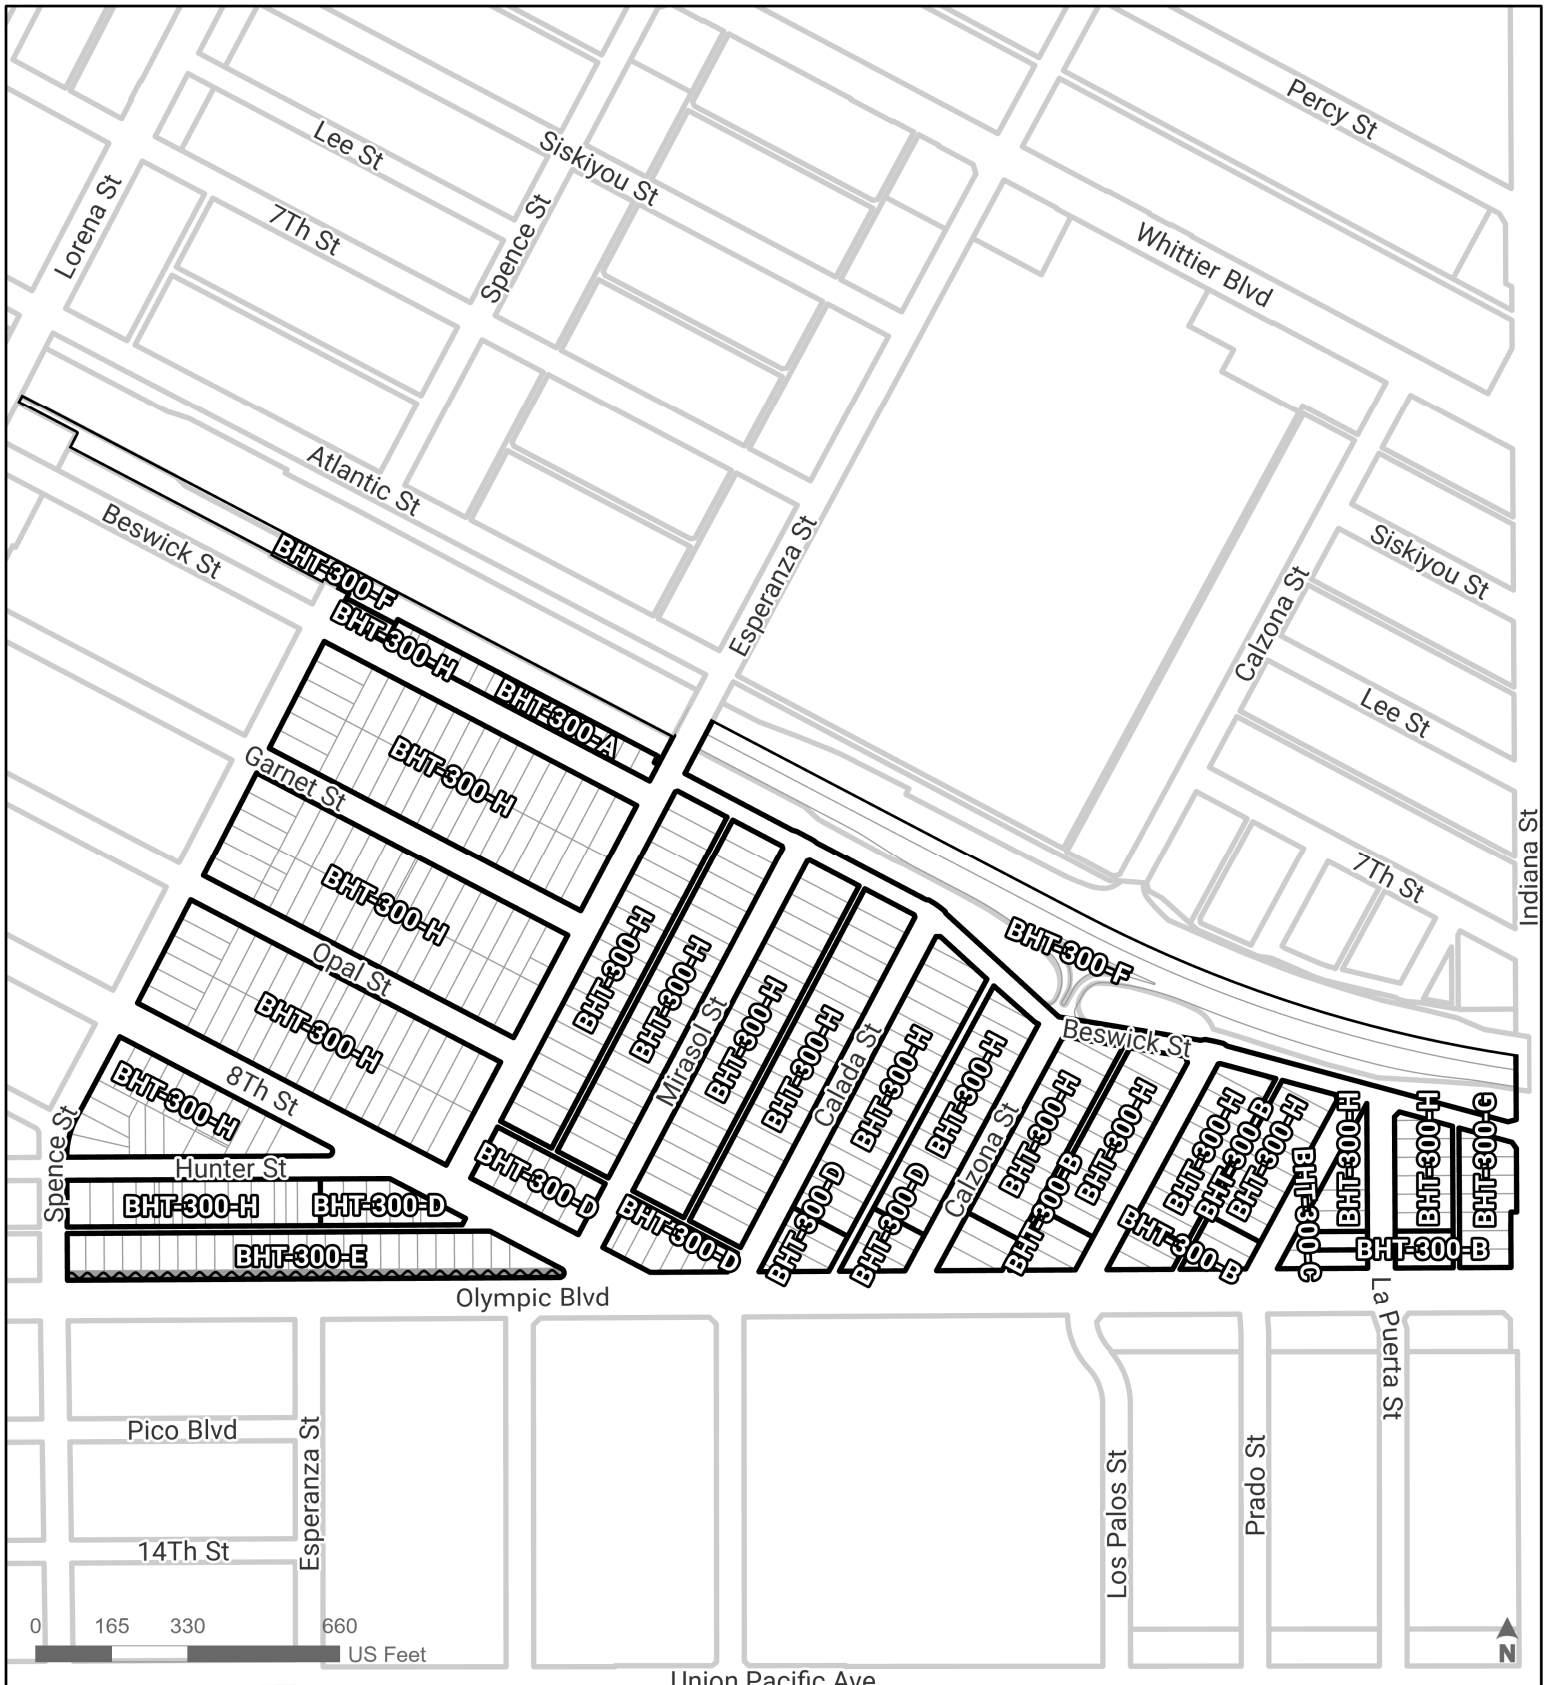 Percy St
Lee St
Siskiyou St
Lorena St
7Th St
Spence St
Whittier Blvd
Atlantic St
Beswick St
Esperanza St
Siskiyou St
Calzona St
BHT-300-F
BHT-300-H
BHT-300-A
Lee St
BHT-300-H
Garnet St
Indiana St
7Th St
BHT-300-H
BHT-300-F
BHT-300-H
BHT-300-H
Opal St
BHT-300-H
Mirasol St
BHT-300-H
BHT-300-H
Calada St
BHT-300-H
BHT-300-H
Beswick St
BHT-300-H
8Th St
BHT-300-H
Calzona St
BHT-300-H
BHT-300-H
BHT-300-H
BHT-300-B
BHT-300-H
BHT-300-H
BHT-300-H
BHT-300-G
Spence St
Hunter St
BHT-300-H
BHT-300-D
BHT-300-D
BHT-300-D
BHT-300-D
BHT-300-D
BHT-300-B
BHT-300-B
BHT-300-C
BHT-300-B
BHT-300-E
Olympic Blvd
La Puerta St
Pico Blvd
Esperanza St
Los Palos St
Prado St
14Th St
0 165 330 660
US Feet
N
Union Pacific Ave